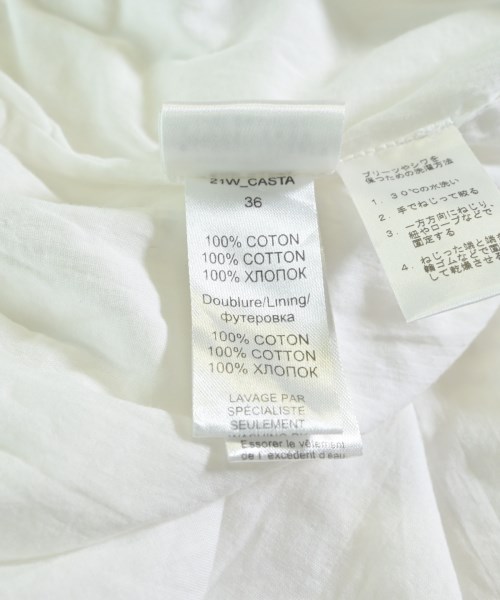 21W_CASTA
36
100% COTON
100% COTTON
100% ХЛОПОК
Doublure/Lining/
футеровка
100% COTON
100% COTTON
100% ХЛОПОК
LAVAGE PAR
SPÉCIALISTE
SEULEMENT
Essorer le vêtement
de l'excédent d'eau
プリーツやシワを
保つための洗濯方法
1. 30℃の水洗い
2. 手でねじって絞る
3. 一方方向にねじり、
紐やロープなどで
固定する
4. ねじった端と端を
輪ゴムなどで固
して乾燥させる